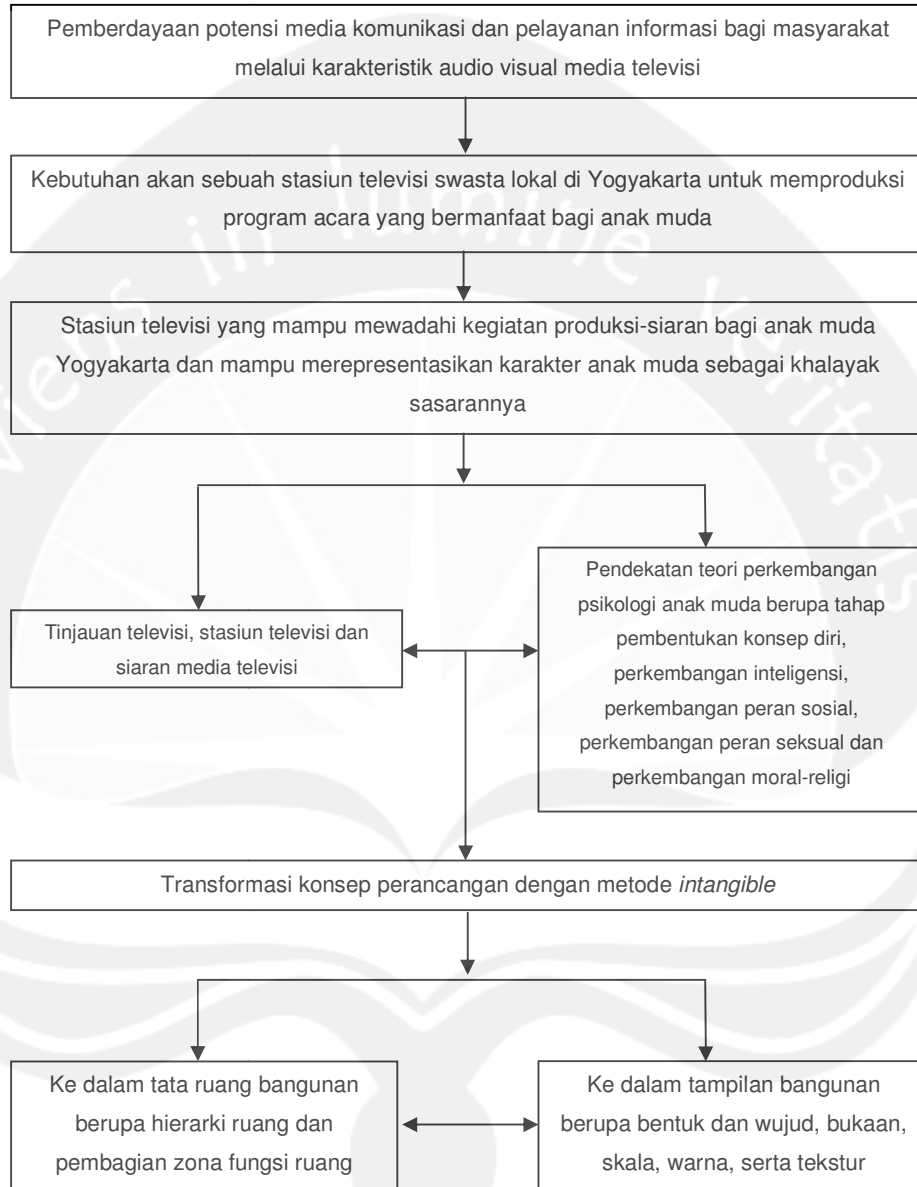 Pemberdayaan potensi media komunikasi dan pelayanan informasi bagi masyarakat
melalui karakteristik audio visual media televisi
Kebutuhan akan sebuah stasiun televisi swasta lokal di Yogyakarta untuk memproduksi
program acara yang bermanfaat bagi anak muda
Stasiun televisi yang mampu mewadahi kegiatan produksi-siaran bagi anak muda
Yogyakarta dan mampu merepresentasikan karakter anak muda sebagai khalayak
sasarannya
Tinjauan televisi, stasiun televisi dan
siaran media televisi
Pendekatan teori perkembangan
psikologi anak muda berupa tahap
pembentukan konsep diri,
perkembangan inteligensi,
perkembangan peran sosial,
perkembangan peran seksual dan
perkembangan moral-religi
Transformasi konsep perancangan dengan metode intangible
Ke dalam tata ruang bangunan
berupa hierarki ruang dan
pembagian zona fungsi ruang
Ke dalam tampilan bangunan
berupa bentuk dan wujud, bukaan,
skala, warna, serta tekstur
viens in lumine veritatis